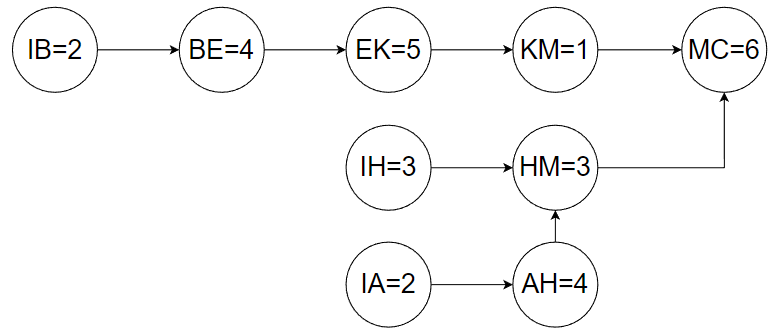 IB=2
BE=4
EK=5
KM=1
MC=6
IH=3
HM=3
IA=2
AH=4